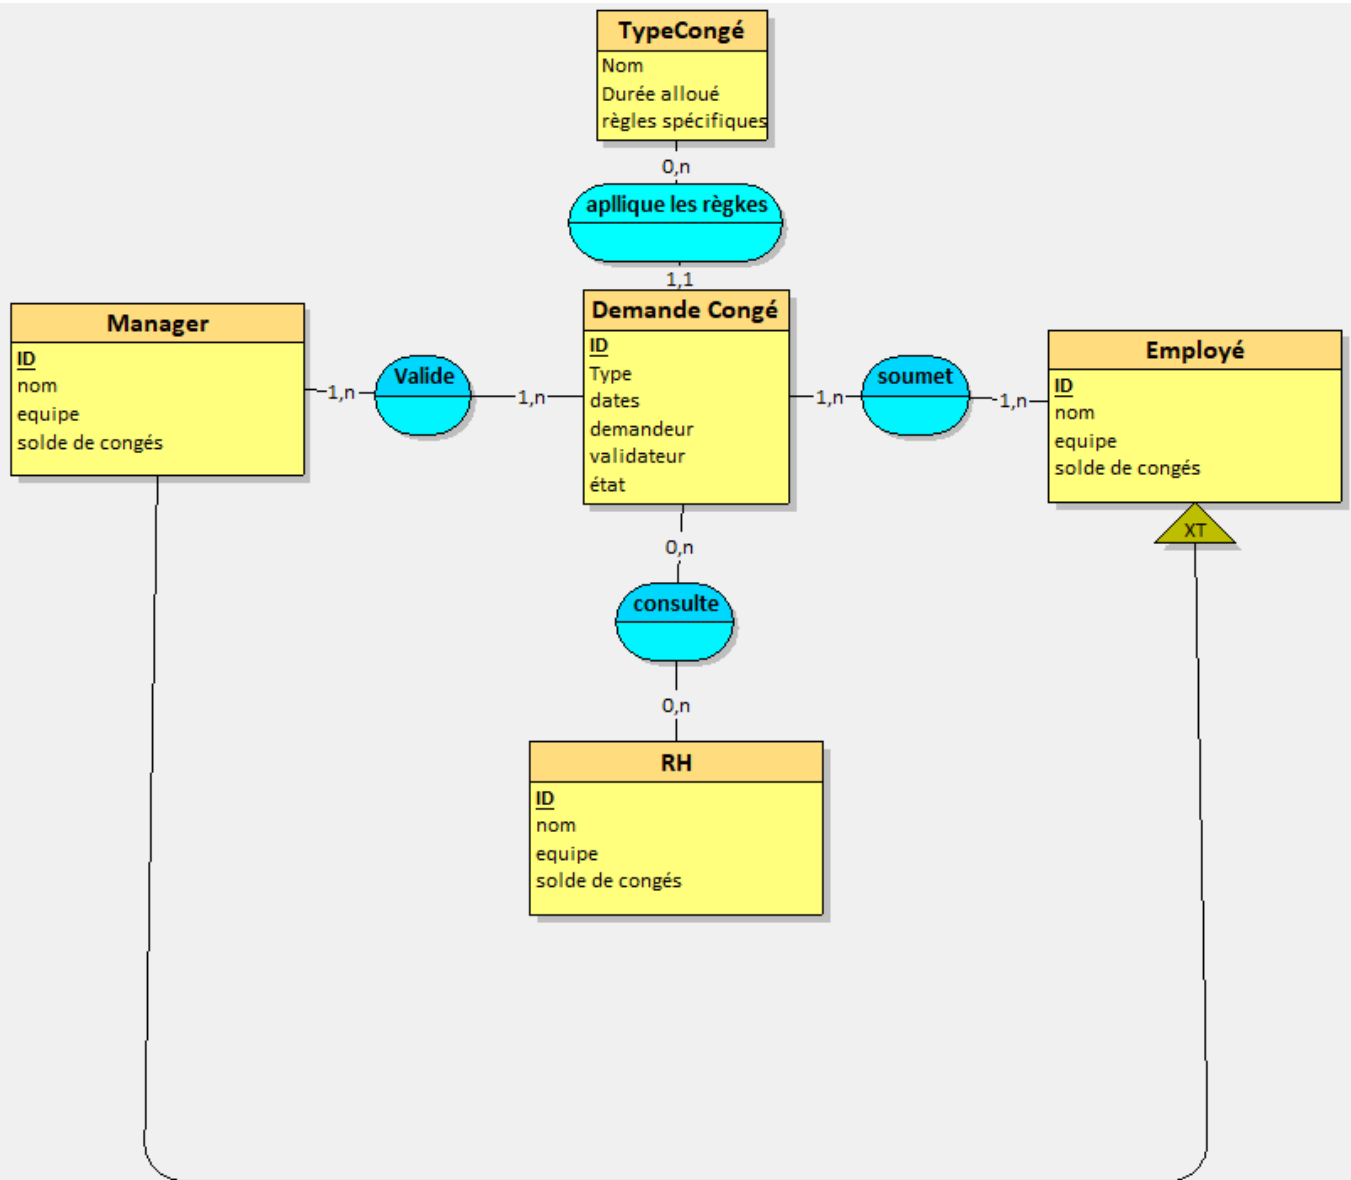 TypeCongé
Nom
Durée alloué
règles spécifiques
0,n
apllique les règkes
1,1
Manager
ID
nom
equipe
solde de congés
1,n
Valide
1,n
Demande Congé
ID
Type
dates
demandeur
validateur
état
1,n
soumet
1,n
Employé
ID
nom
equipe
solde de congés
XT
0,n
consulte
0,n
RH
ID
nom
equipe
solde de congés